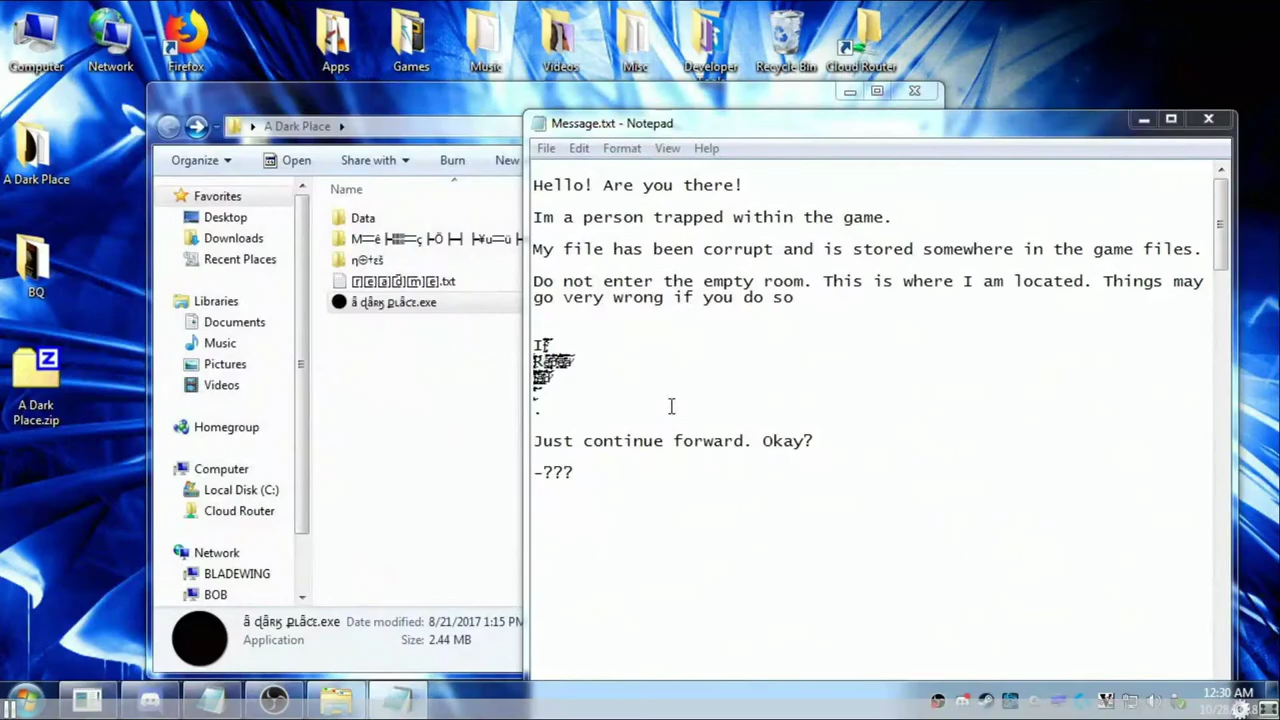 Computer
Network
Firefox
Apps
Games
Music
Videos
Misc
Developer
Recycle Bin
Cloud Router
A Dark Place
BQ
A Dark
Place.zip
A Dark Place
Organize
Open
Share with
Burn
New
Favorites
Desktop
Downloads
Recent Places
Libraries
Documents
Music
Pictures
Videos
Homegroup
Computer
Local Disk (C:)
Cloud Router
Network
BLADEWING
BOB
Name
Data
.txt
.exe
.exe
Date modified: 8/21/2017 1:15 PM
Application
Size: 2.44 MB
Message.txt - Notepad
File Edit Format View Help
Hello! Are you there!
Im a person trapped within the game.
My file has been corrupt and is stored somewhere in the game files.
Do not enter the empty room. This is where I am located. Things may
go very wrong if you do so
Just continue forward. Okay?
-???
12:30 AM